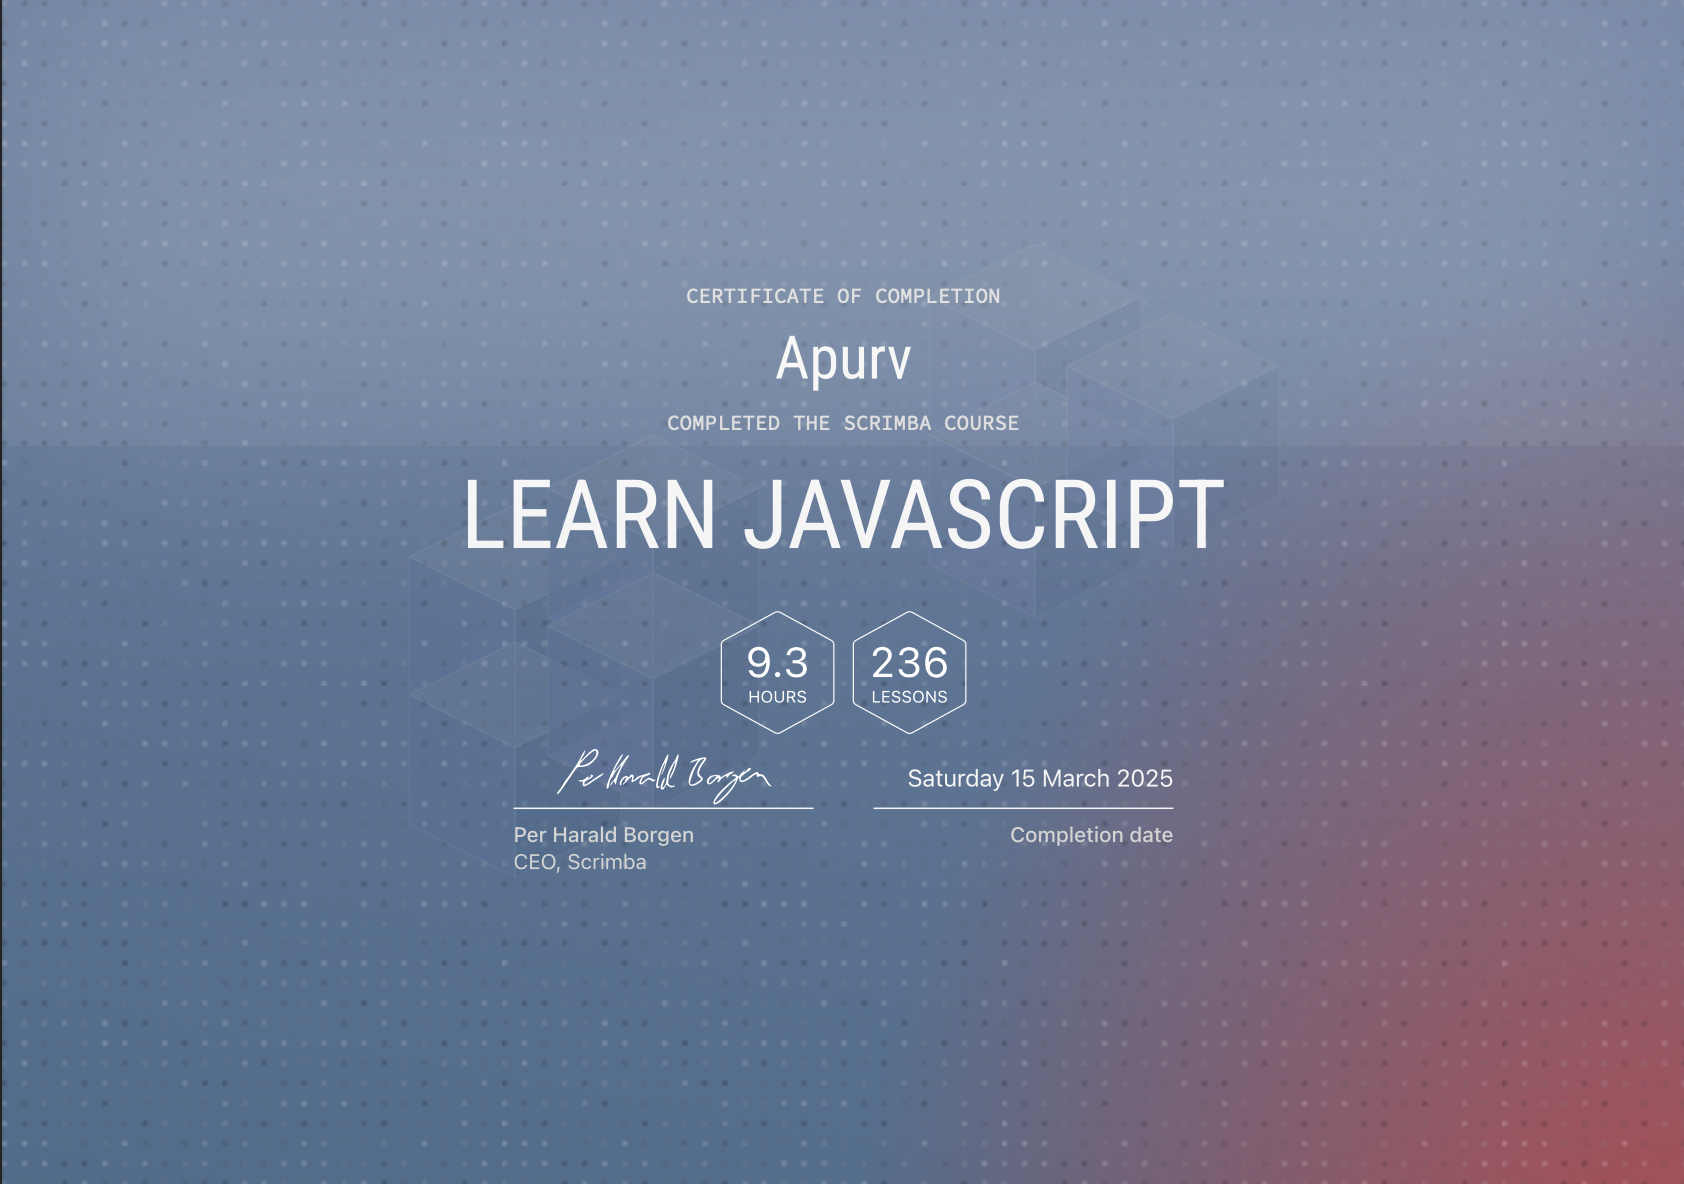 CERTIFICATE OF COMPLETION
Apurv
COMPLETED THE SCRIMBA COURSE
LEARN JAVASCRIPT
9.3
HOURS
236
LESSONS
Per Harald Borgen
Saturday 15 March 2025
Per Harald Borgen
Completion date
CEO, Scrimba